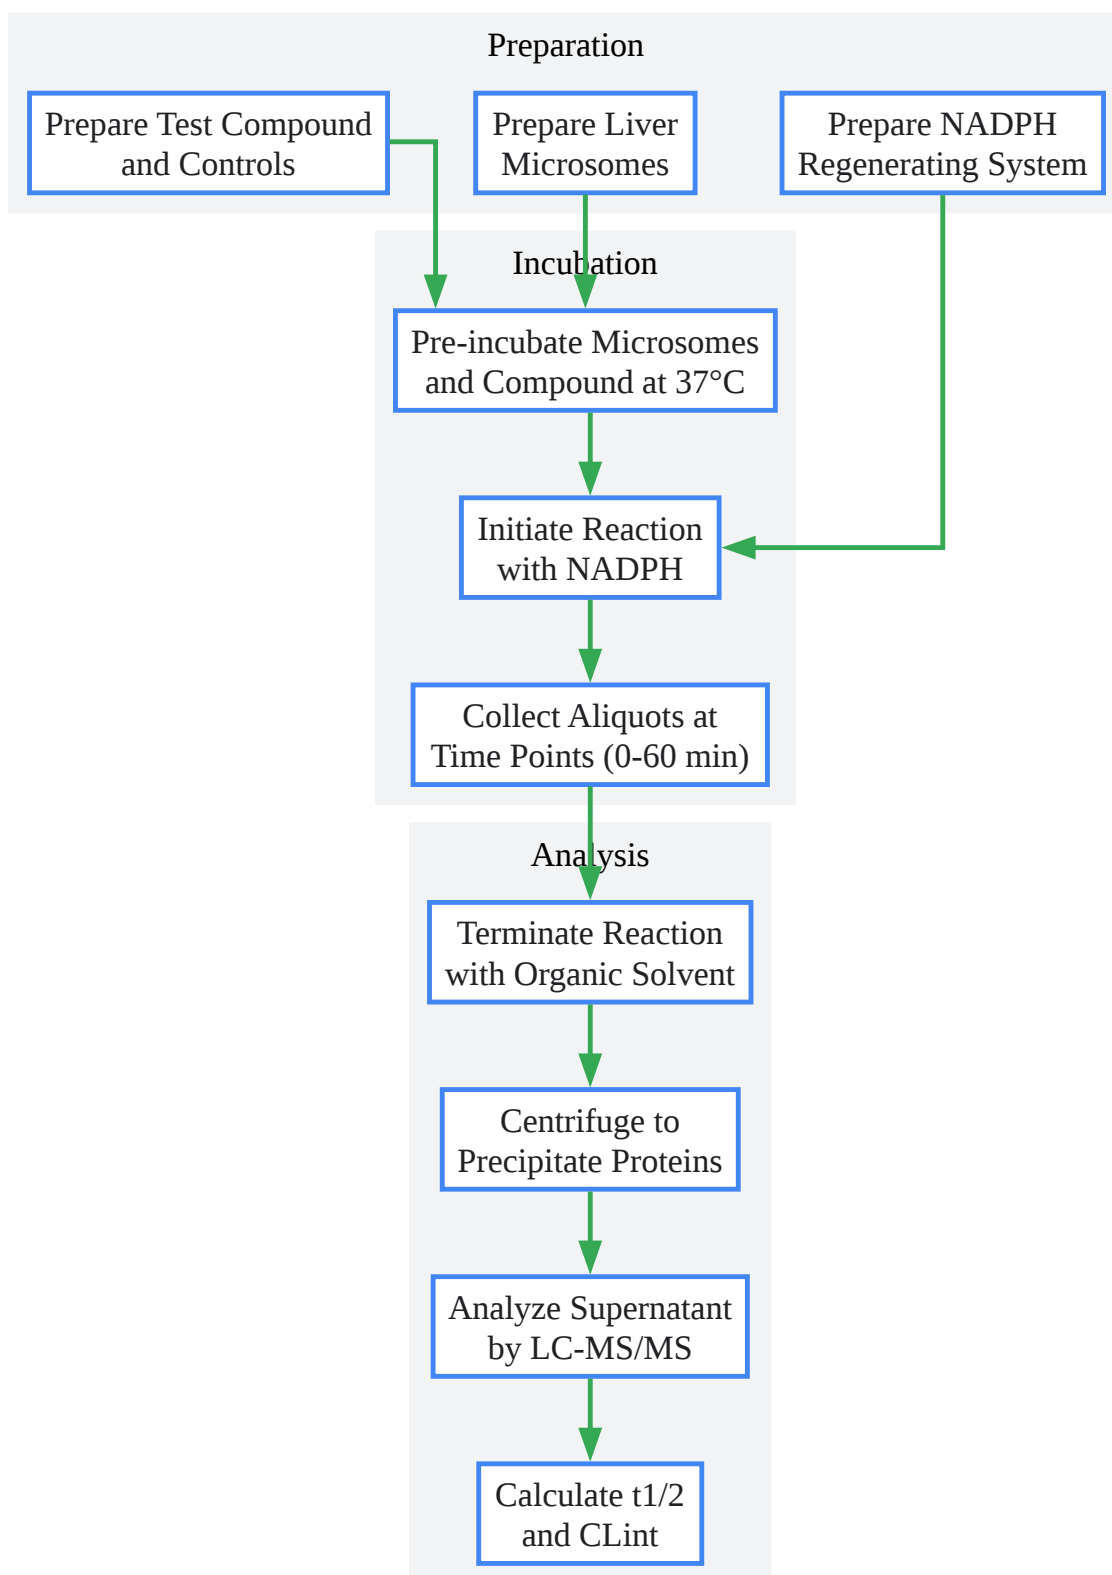 Preparation
Prepare Test Compound
and Controls
Prepare Liver
Microsomes
Prepare NADPH
Regenerating System
Incubation
Pre-incubate Microsomes
and Compound at 37°C
Initiate Reaction
with NADPH
Collect Aliquots at
Time Points (0-60 min)
Analysis
Terminate Reaction
with Organic Solvent
Centrifuge to
Precipitate Proteins
Analyze Supernatant
by LC-MS/MS
Calculate t1/2
and CLint